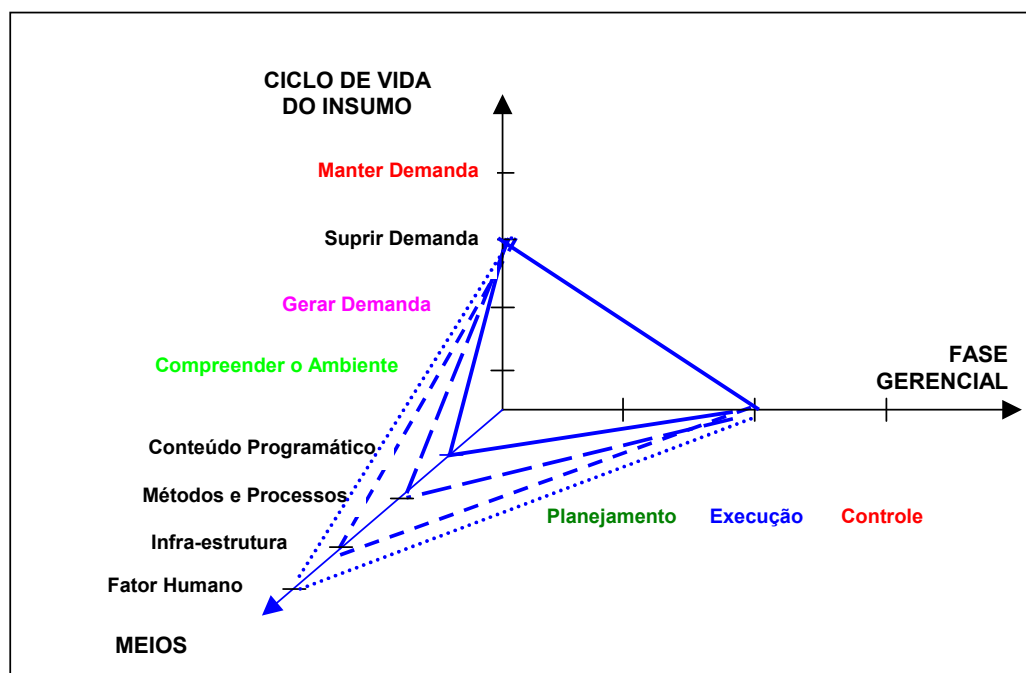 CICLO DE VIDA
DO INSUMO
Manter Demanda
Suprir Demanda
Gerar Demanda
Compreender o Ambiente
FASE
GERENCIAL
Conteúdo Programático
Métodos e Processos
Planejamento Execução Controle
Infra-estrutura
Fator Humano
MEIOS